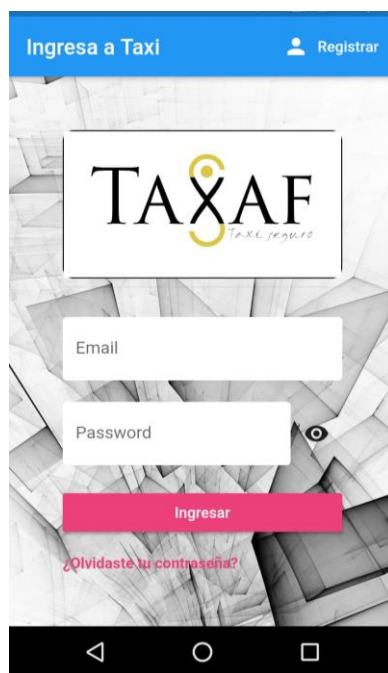 Ingresa a Taxi
Registrar
TAXAF
Taxi seguro
Email
Password
Ingresar
¿Olvidaste tu contraseña?